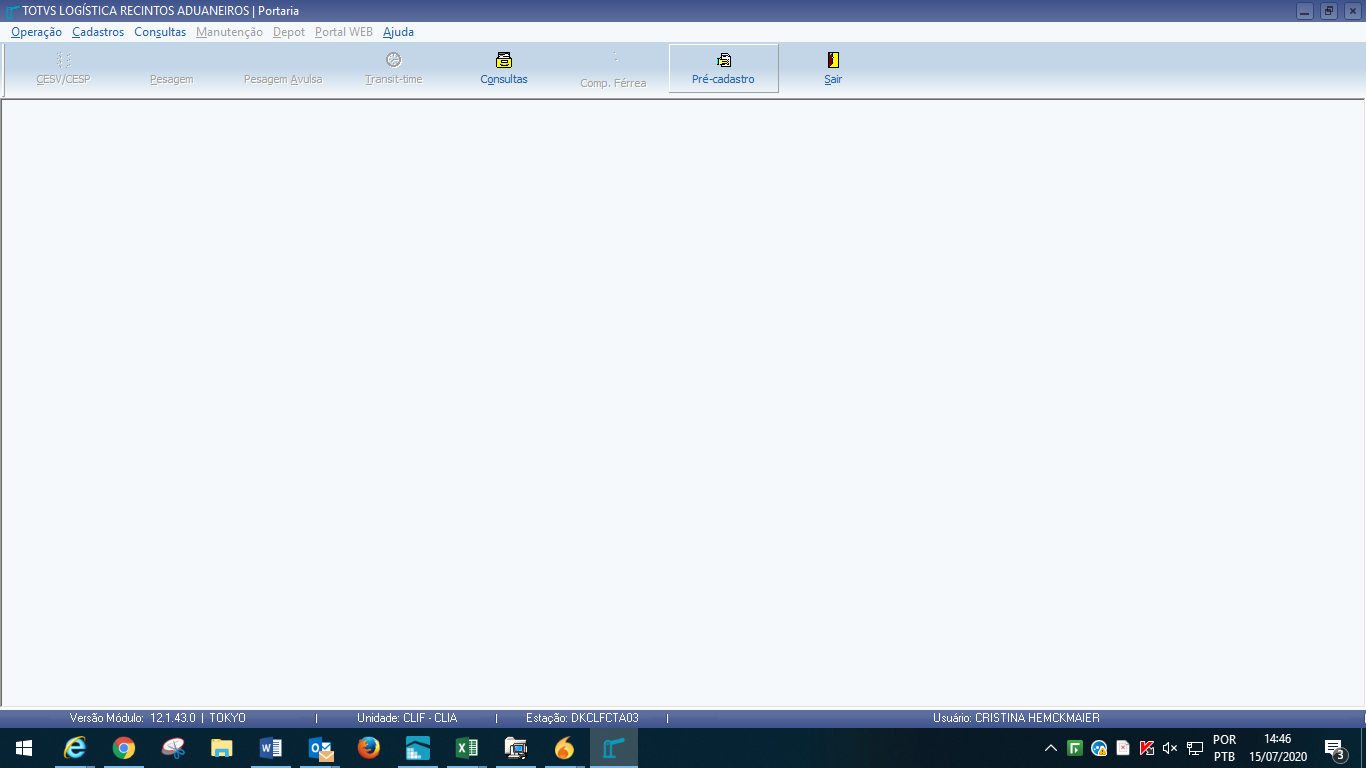 TOTVS LOGÍSTICA RECINTOS ADUANEIROS | Portaria
Operação Cadastros Consultas Manutenção Depot Portal WEB Ajuda
CESV/CESP Pesagem Pesagem Avulsa Transit-time Consultas Comp. Férrea Pré-cadastro Sair
Versão Módulo: 12.1.43.0 | TOKYO | Unidade: CLIF - CLIA | Estação: DKCLFCTA03 | Usuário: CRISTINA HEMCKMAIER
POR 14:46
PTB 15/07/2020 3